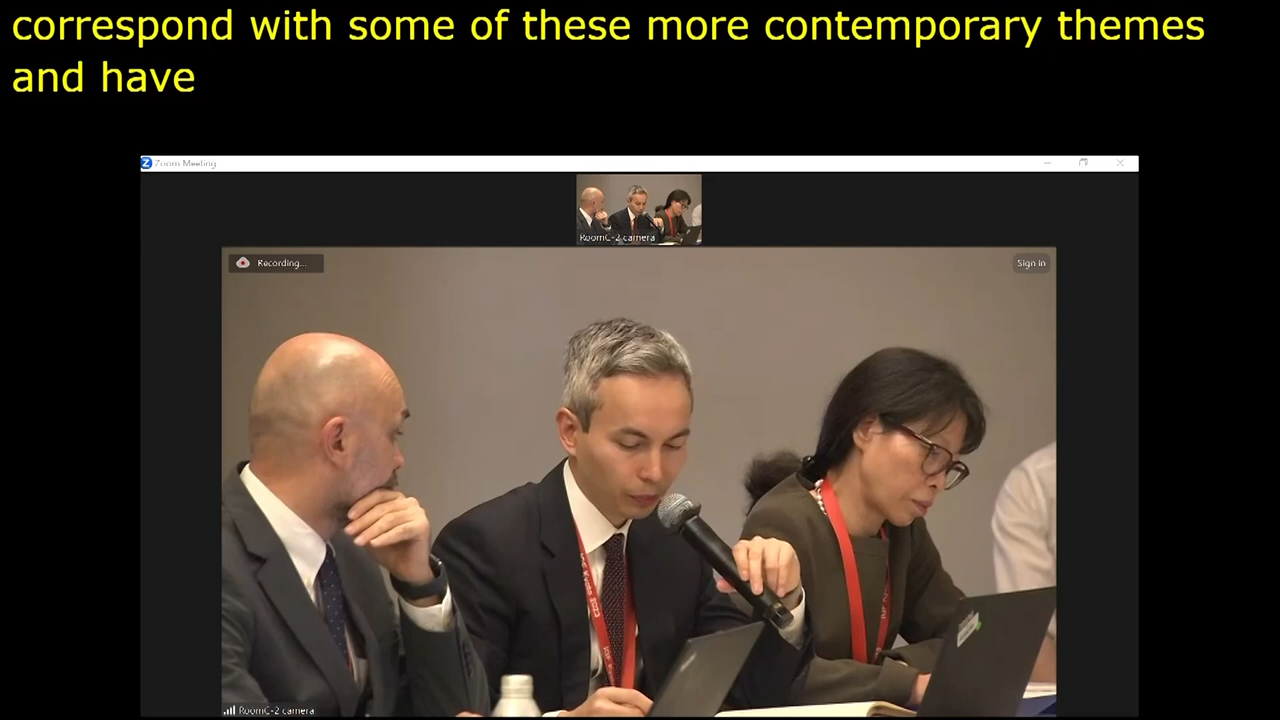 correspond with some of these more contemporary themes
and have
Zoom Meeting
RoomC-2 camera
Recording...
Sign in
RoomC-2 camera